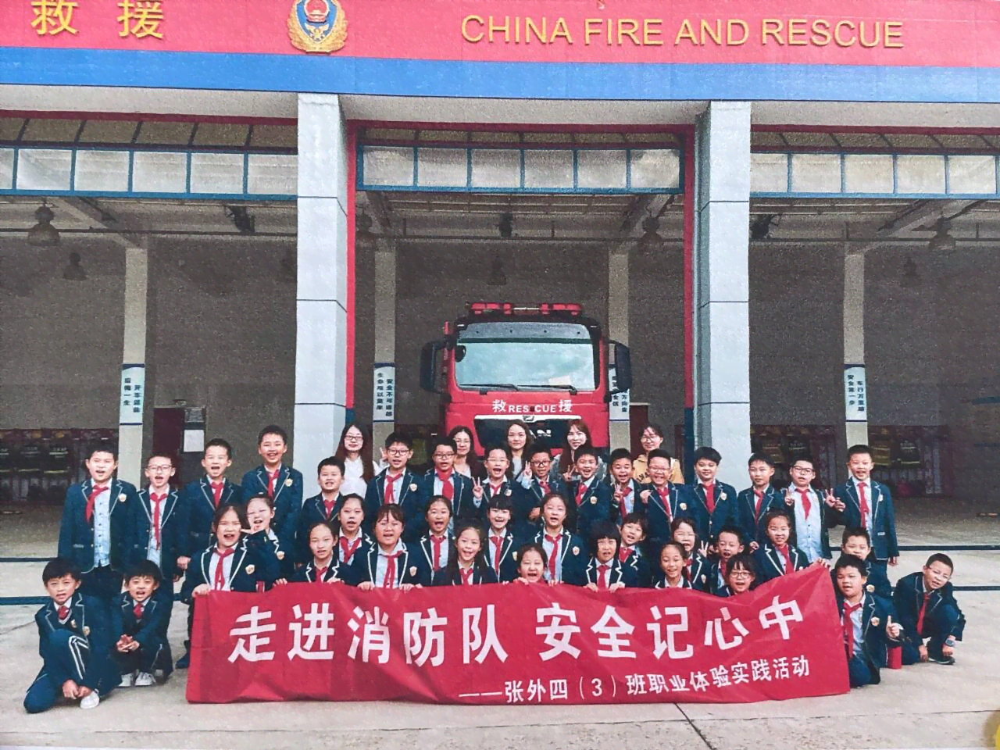 救援
CHINA FIRE AND RESCUE
救 RESCUE 援
走进消防队 安全记心中
——张外四（3）班职业体验实践活动